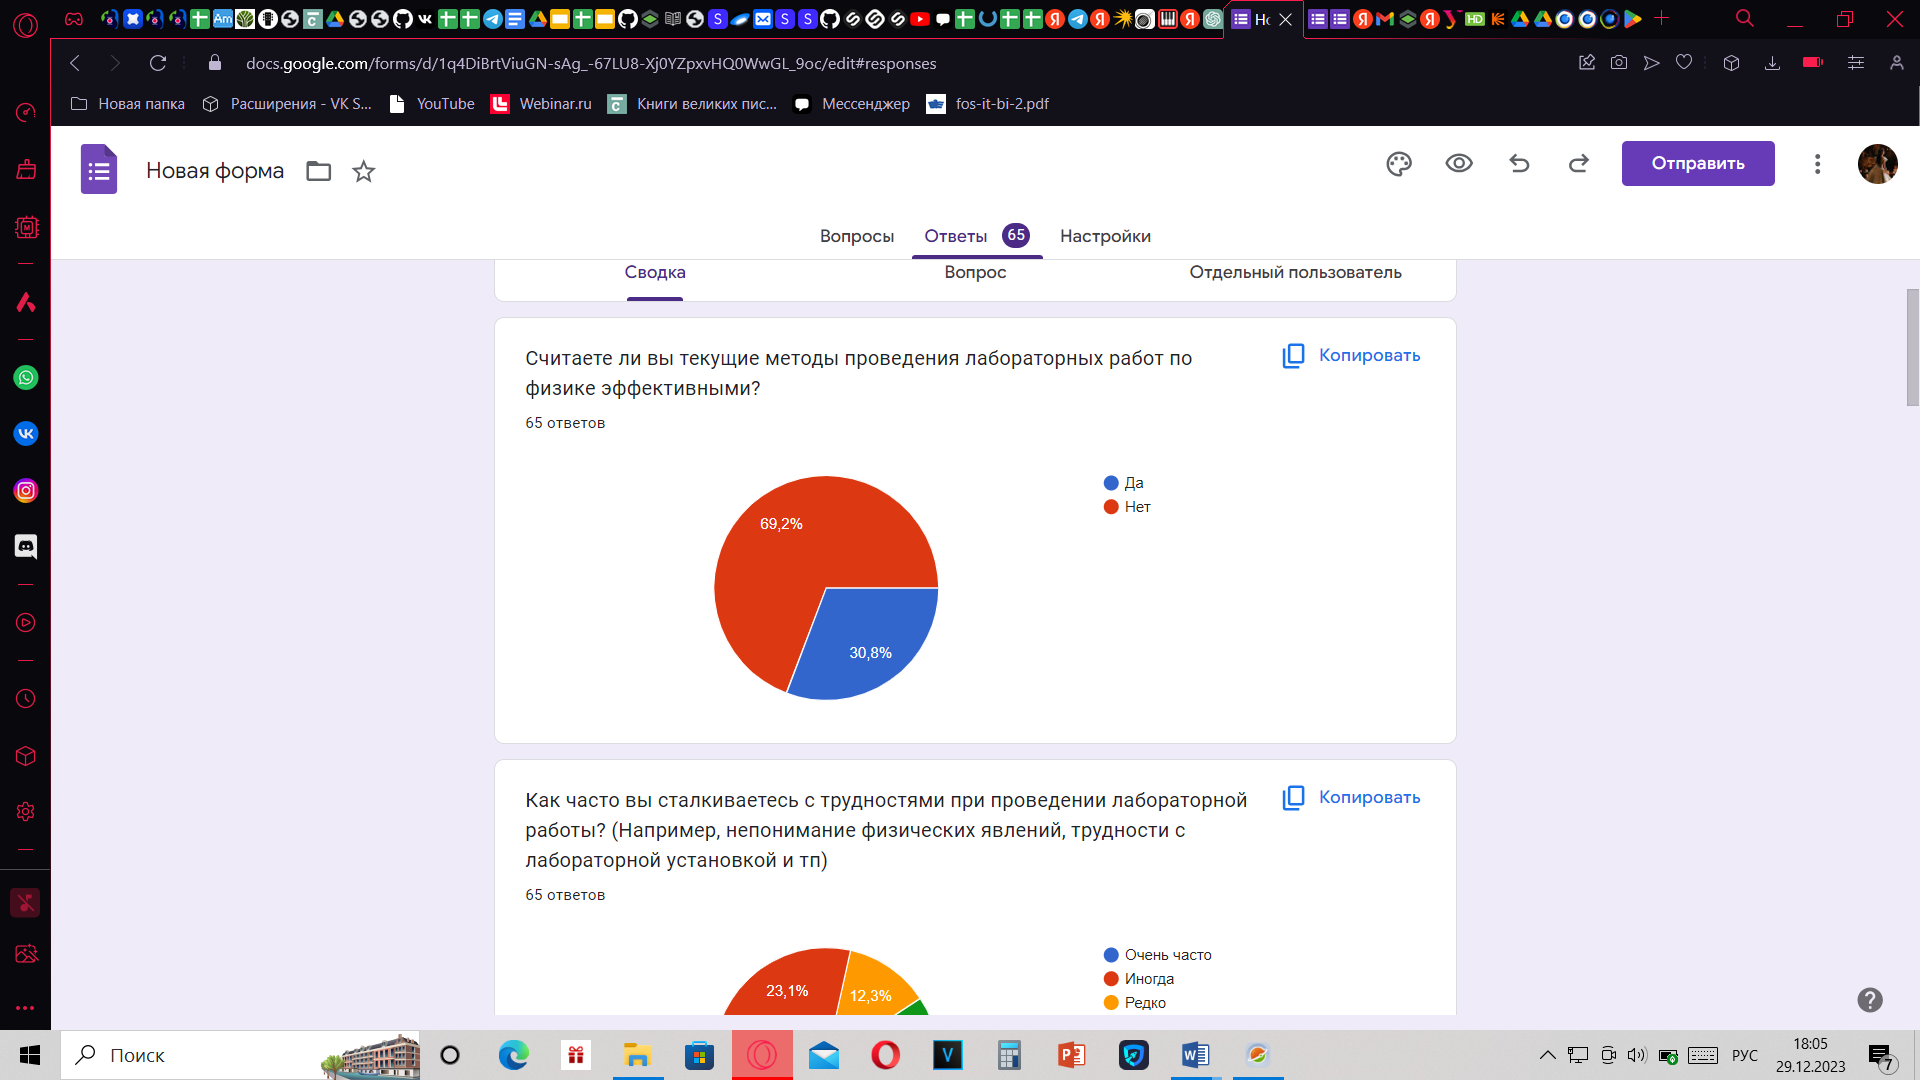 Но
docs.google.com/forms/d/1q4DiBrtViuGN-sAg_-67LU8-Xj0YZpxvHQ0WwGL_9oc/edit#responses
Новая папка
Расширения - VK S...
YouTube
Webinar.ru
Книги великих пис...
Мессенджер
fos-it-bi-2.pdf
Новая форма
Отправить
Вопросы
Ответы 65
Настройки
Сводка
Вопрос
Отдельный пользователь
Считаете ли вы текущие методы проведения лабораторных работ по
физике эффективными?
Копировать
65 ответов
Да
Нет
69,2%
30,8%
Как часто вы сталкиваетесь с трудностями при проведении лабораторной
работы? (Например, непонимание физических явлений, трудности с
лабораторной установкой и тп)
Копировать
65 ответов
Очень часто
Иногда
Редко
23,1%
12,3%
Поиск
РУС
18:05
29.12.2023
7